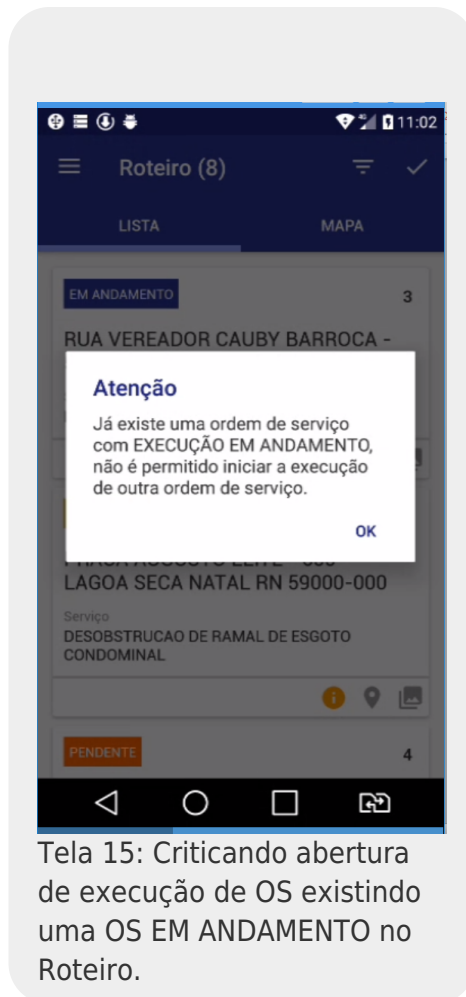 11:02
Roteiro (8)
LISTA MAPA
EM ANDAMENTO 3
RUA VEREADOR CAUBY BARROCA -
Atenção
Já existe uma ordem de serviço
com EXECUÇÃO EM ANDAMENTO,
não é permitido iniciar a execução
de outra ordem de serviço.
OK
LAGOA SECA NATAL RN 59000-000
Serviço
DESOBSTRUCAO DE RAMAL DE ESGOTO
CONDOMINAL
PENDENTE 4
Tela 15: Criticando abertura
de execução de OS existindo
uma OS EM ANDAMENTO no
Roteiro.